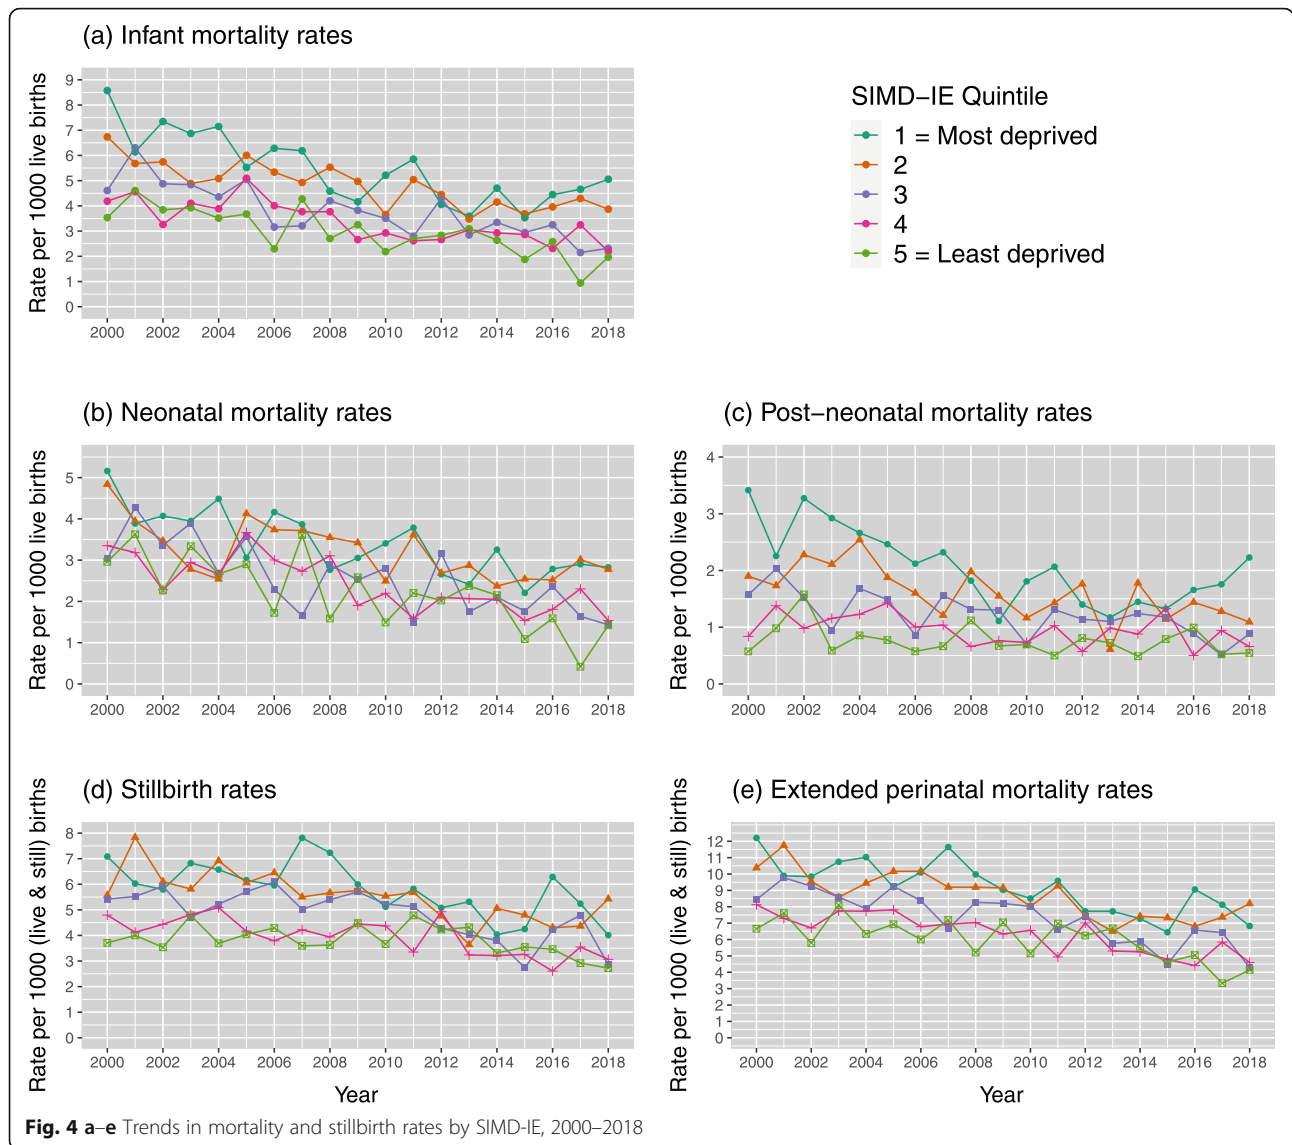 (a) Infant mortality rates
Rate per 1000 live births
9
8
7
6
5
4
3
2
1
0
2000 2002 2004 2006 2008 2010 2012 2014 2016 2018
SIMD−IE Quintile
1 = Most deprived
2
3
4
5 = Least deprived
(b) Neonatal mortality rates
Rate per 1000 live births
5
4
3
2
1
0
2000 2002 2004 2006 2008 2010 2012 2014 2016 2018
(c) Post−neonatal mortality rates
Rate per 1000 live births
4
3
2
1
0
2000 2002 2004 2006 2008 2010 2012 2014 2016 2018
(d) Stillbirth rates
Rate per 1000 (live & still) births
8
7
6
5
4
3
2
1
0
2000 2002 2004 2006 2008 2010 2012 2014 2016 2018
Year
(e) Extended perinatal mortality rates
Rate per 1000 (live & still) births
12
11
10
9
8
7
6
5
4
3
2
1
0
2000 2002 2004 2006 2008 2010 2012 2014 2016 2018
Year
Fig. 4 a–e Trends in mortality and stillbirth rates by SIMD-IE, 2000–2018